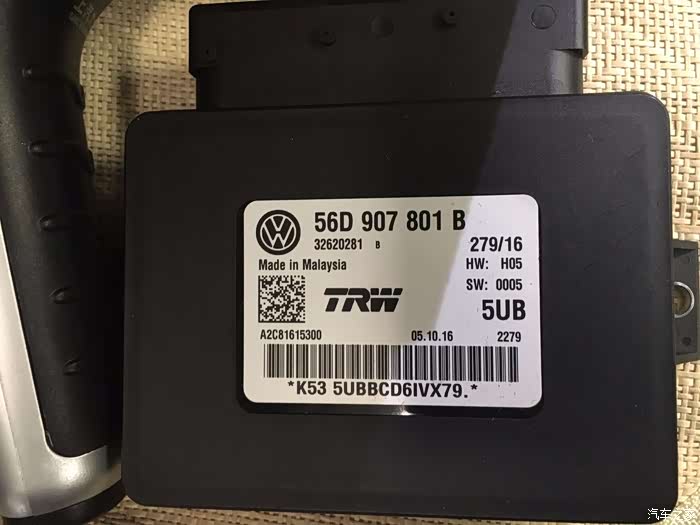 56D 907 801 B
32620281 B
279/16
Made in Malaysia
HW: H05
SW: 0005
TRW
5UB
A2C81615300
05.10.16
2279
*K53 5UBBCD6IVX79.*
汽车之家